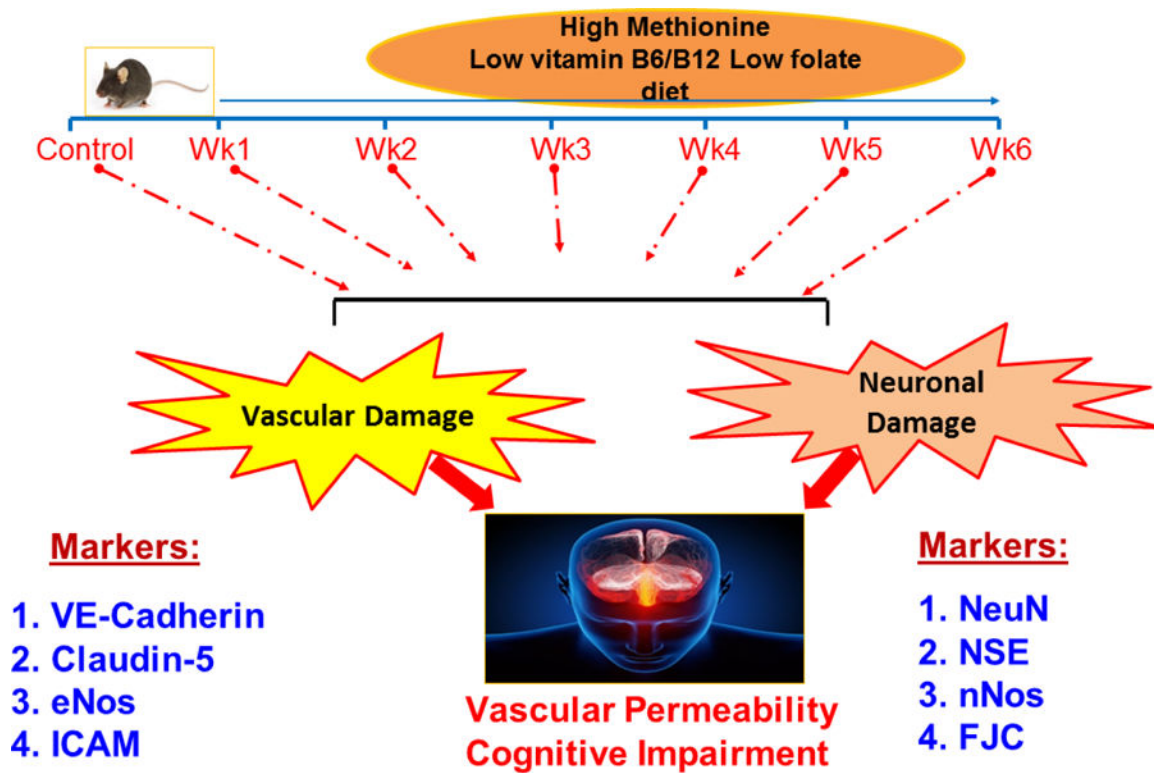 High Methionine
Low vitamin B6/B12 Low folate
diet
Control Wk1 Wk2 Wk3 Wk4 Wk5 Wk6
Vascular Damage
Neuronal
Damage
Markers:
1. VE-Cadherin
2. Claudin-5
3. eNos
4. ICAM
Vascular Permeability
Cognitive Impairment
Markers:
1. NeuN
2. NSE
3. nNos
4. FJC